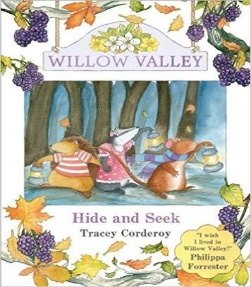 WILLOW VALLEY
Hide and Seek
Tracey Corderoy
"I wish
I lived in
Willow Valley!"
Philippa
Forrester